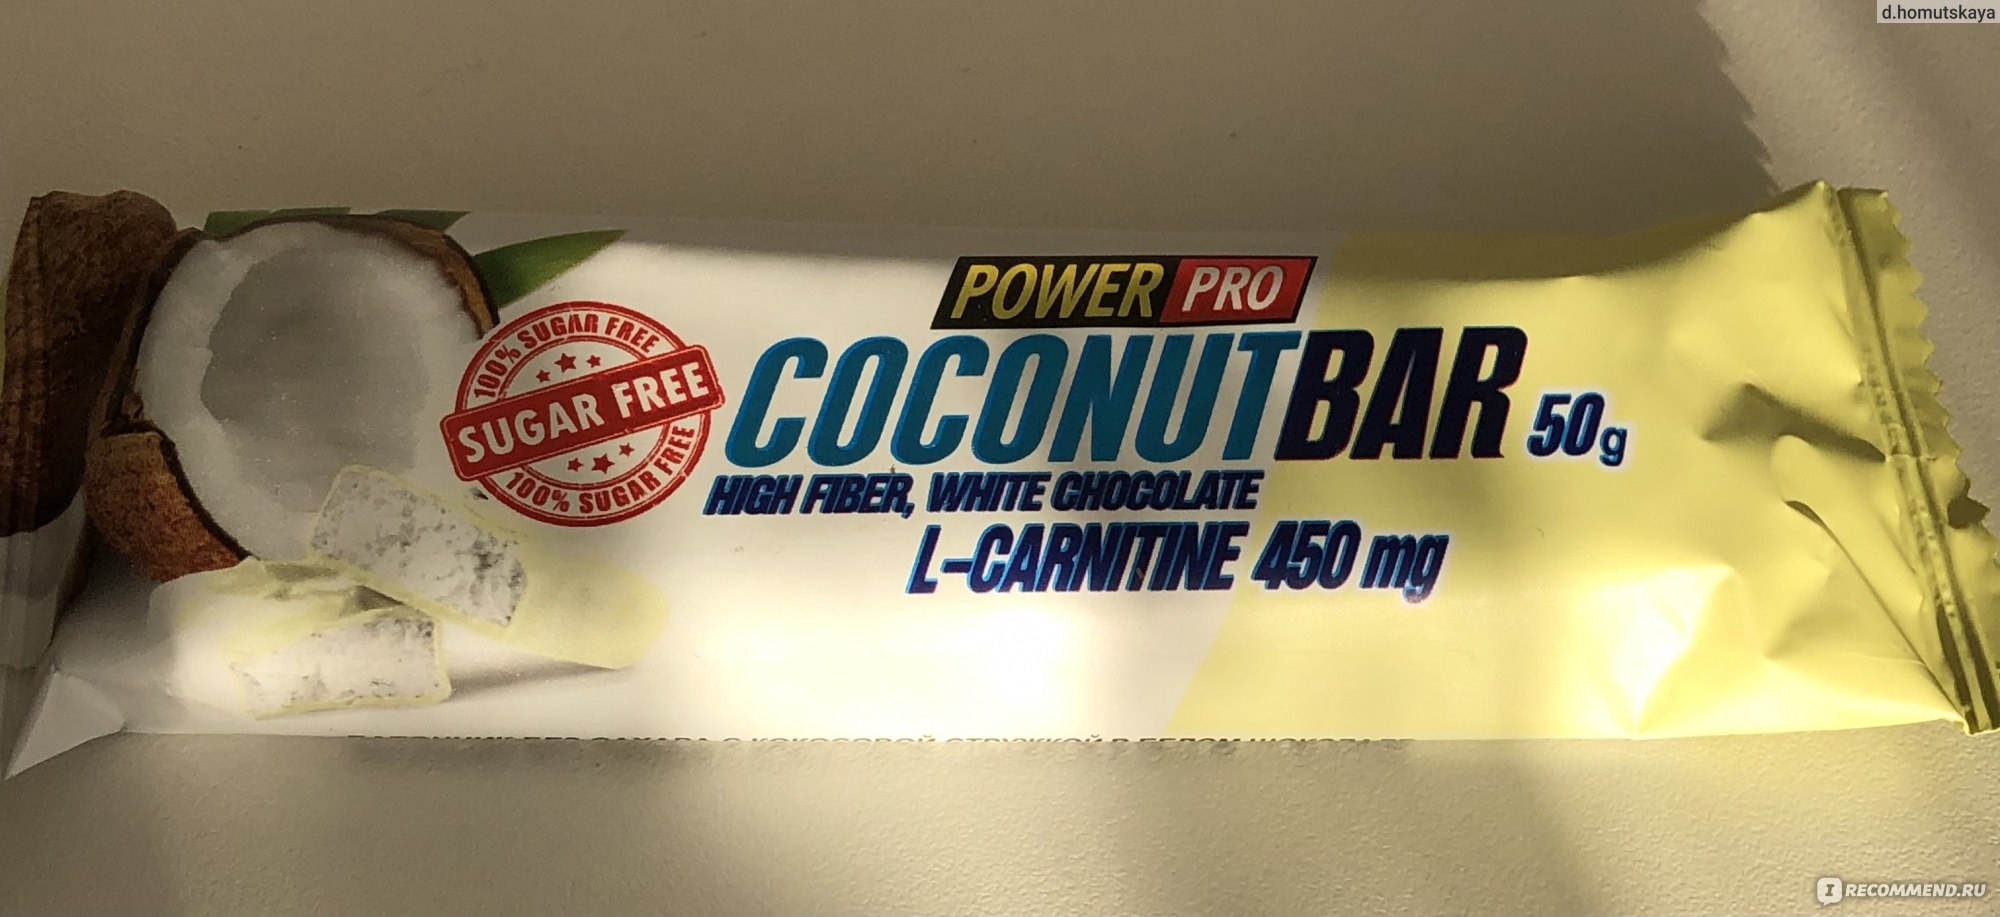 d.homutskaya
POWER PRO
100% SUGAR FREE
SUGAR FREE
100% SUGAR FREE
COCONUTBAR 50g
HIGH FIBER, WHITE CHOCOLATE
L-CARNITINE 450 mg
IRECOMMEND.RU